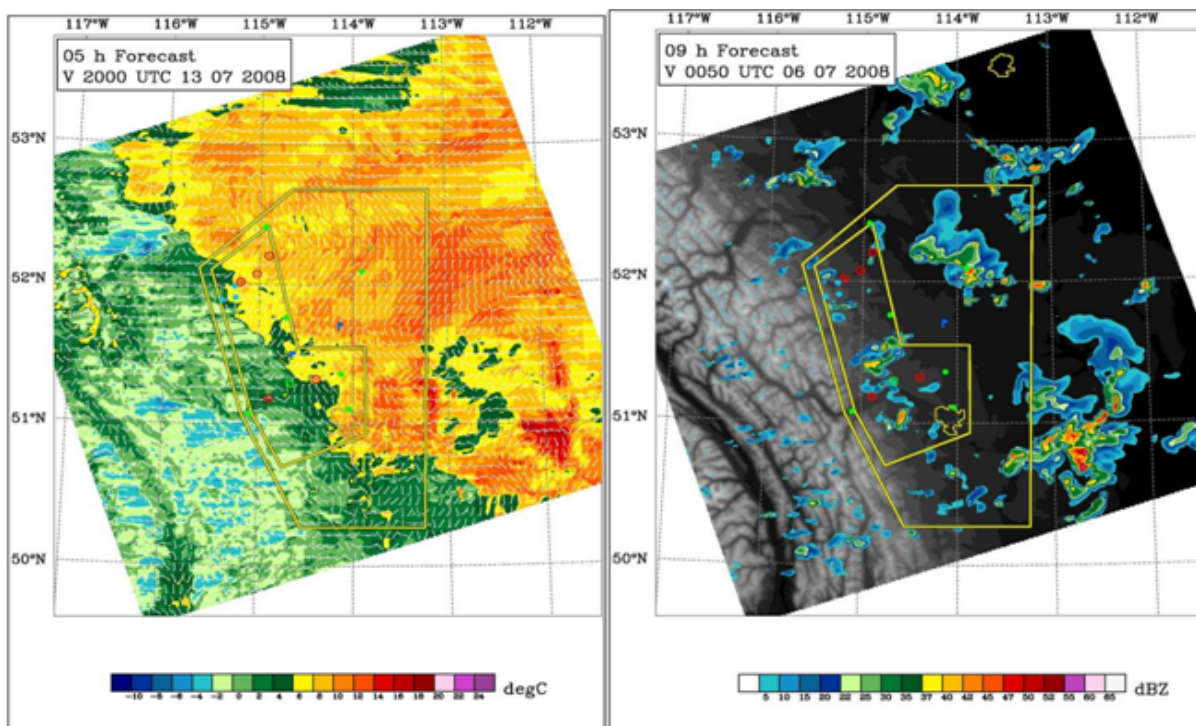 117°W 116°W 115°W 114°W 113°W 112°W
05 h Forecast
V 2000 UTC 13 07 2008
53°N
52°N
51°N
50°N
-10 -8 -6 -4 -2 0 2 4 6 8 10 12 14 16 18 20 22 24
degC
117°W 116°W 115°W 114°W 113°W 112°W
09 h Forecast
V 0050 UTC 06 07 2008
53°N
52°N
51°N
50°N
5 10 15 20 22 25 30 35 37 40 42 45 47 50 52 55 60 65
dBZ